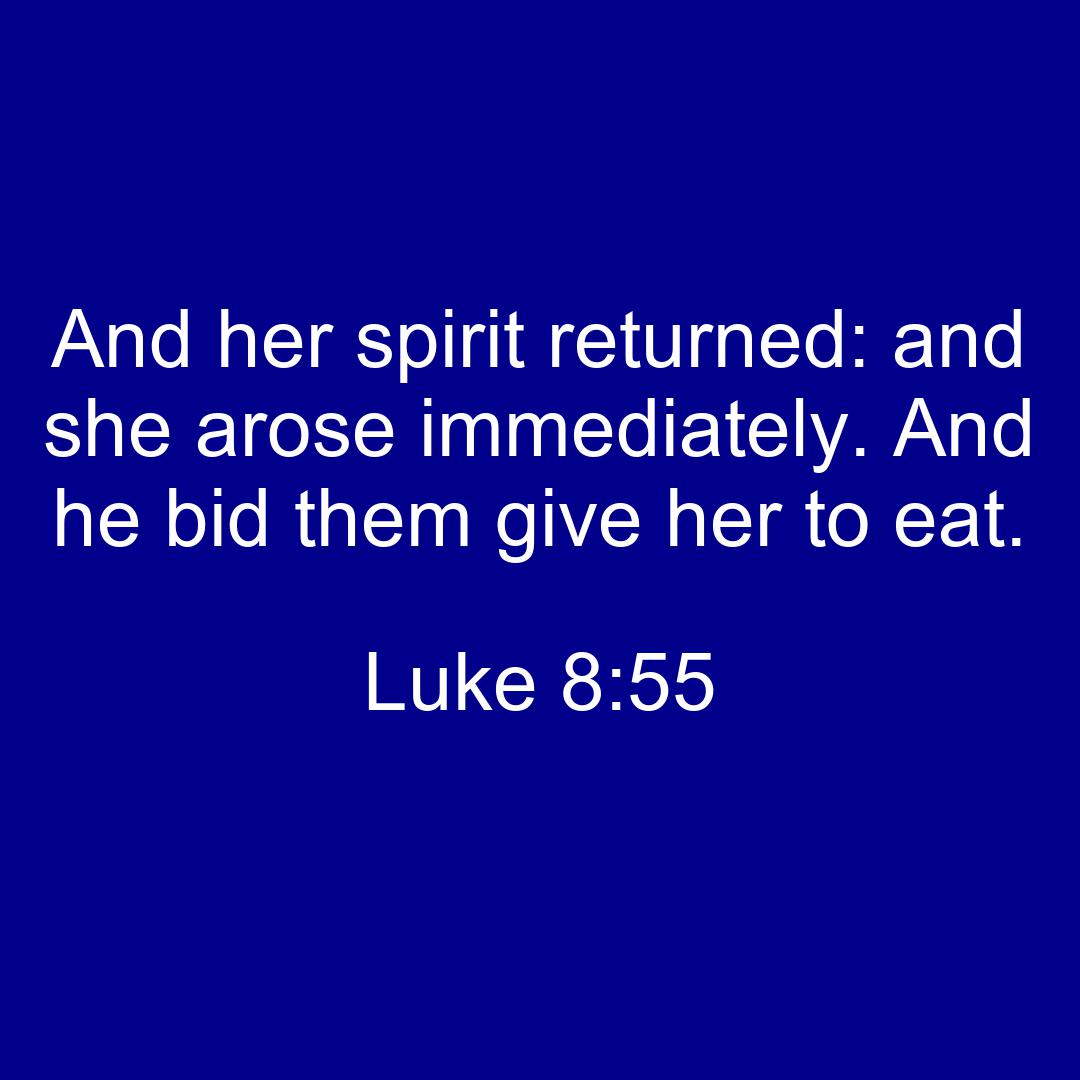 And her spirit returned: and
she arose immediately. And
he bid them give her to eat.
Luke 8:55